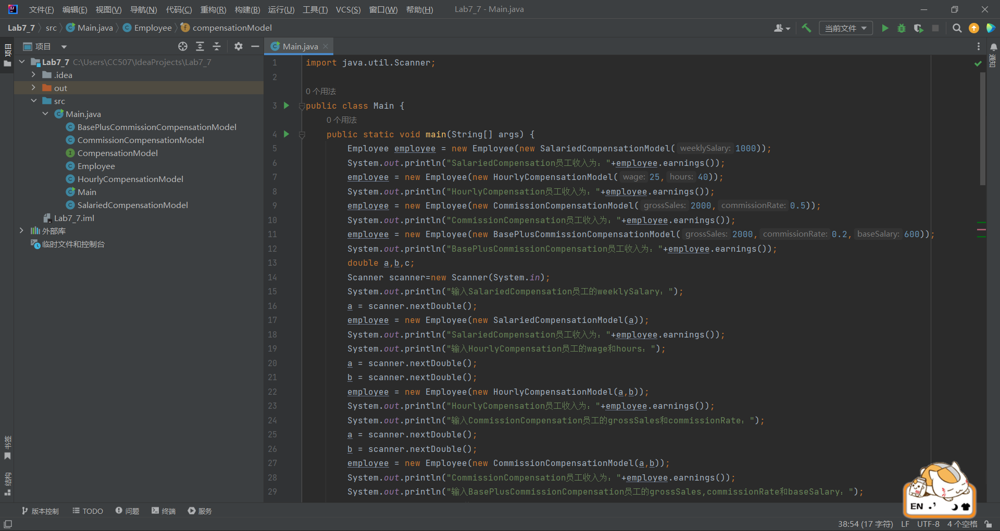 文件(F) 编辑(E) 视图(V) 导航(N) 代码(C) 重构(R) 构建(B) 运行(U) 工具(T) VCS(S) 窗口(W) 帮助(H) Lab7_7 - Main.java
Lab7_7 src Main.java Employee compensationModel 当前文件
项目 Main.java
项目
通知
Lab7_7 C:\Users\CC507\IdeaProjects\Lab7_7
.idea
out
src
Main.java
BasePlusCommissionCompensationModel
CommissionCompensationModel
CompensationModel
Employee
HourlyCompensationModel
Main
SalariedCompensationModel
Lab7_7.iml
外部库
临时文件和控制台
书签
结构
1 import java.util.Scanner;
2
0 个用法
3 public class Main {
0 个用法
4 public static void main(String[] args) {
5 Employee employee = new Employee(new SalariedCompensationModel( weeklySalary: 1000));
6 System.out.println("SalariedCompensation员工收入为："+employee.earnings());
7 employee = new Employee(new HourlyCompensationModel( wage: 25, hours: 40));
8 System.out.println("HourlyCompensation员工收入为："+employee.earnings());
9 employee = new Employee(new CommissionCompensationModel( grossSales: 2000, commissionRate: 0.5));
10 System.out.println("CommissionCompensation员工收入为："+employee.earnings());
11 employee = new Employee(new BasePlusCommissionCompensationModel( grossSales: 2000, commissionRate: 0.2, baseSalary: 600));
12 System.out.println("BasePlusCommissionCompensation员工收入为："+employee.earnings());
13 double a,b,c;
14 Scanner scanner=new Scanner(System.in);
15 System.out.println("输入SalariedCompensation员工的weeklySalary：");
16 a = scanner.nextDouble();
17 employee = new Employee(new SalariedCompensationModel(a));
18 System.out.println("SalariedCompensation员工收入为："+employee.earnings());
19 System.out.println("输入HourlyCompensation员工的wage和hours：");
20 a = scanner.nextDouble();
21 b = scanner.nextDouble();
22 employee = new Employee(new HourlyCompensationModel(a,b));
23 System.out.println("HourlyCompensation员工收入为："+employee.earnings());
24 System.out.println("输入CommissionCompensation员工的grossSales和commissionRate：");
25 a = scanner.nextDouble();
26 b = scanner.nextDouble();
27 employee = new Employee(new CommissionCompensationModel(a,b));
28 System.out.println("CommissionCompensation员工收入为："+employee.earnings());
29 System.out.println("输入BasePlusCommissionCompensation员工的grossSales,commissionRate和baseSalary：");
EN
版本控制 TODO 问题 终端 服务
38:54 (17 字符) LF UTF-8 4 个空格